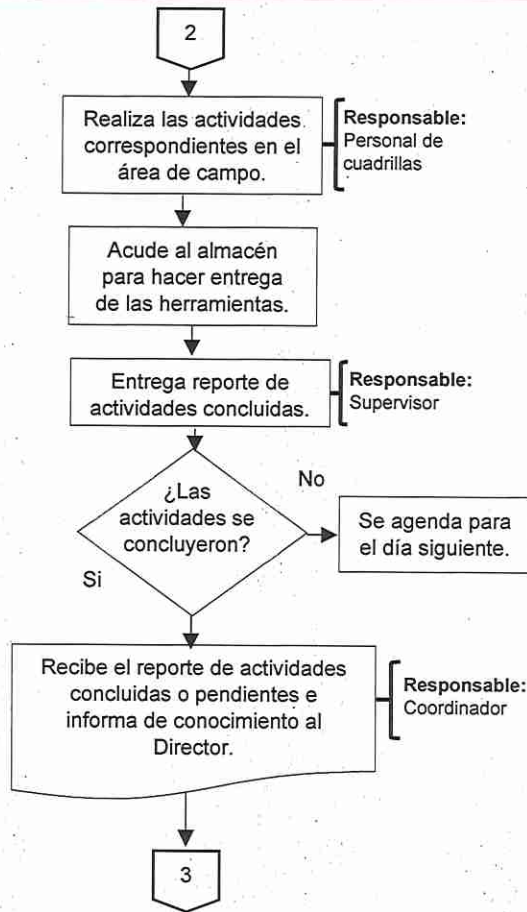 2
Realiza las actividades
correspondientes en el
área de campo.
Responsable:
Personal de
cuadrillas
Acude al almacén
para hacer entrega
de las herramientas.
Entrega reporte de
actividades concluidas.
Responsable:
Supervisor
¿Las
actividades se
concluyeron?
No
Se agenda para
el día siguiente.
Si
Recibe el reporte de actividades
concluidas o pendientes e
informa de conocimiento al
Director.
Responsable:
Coordinador
3